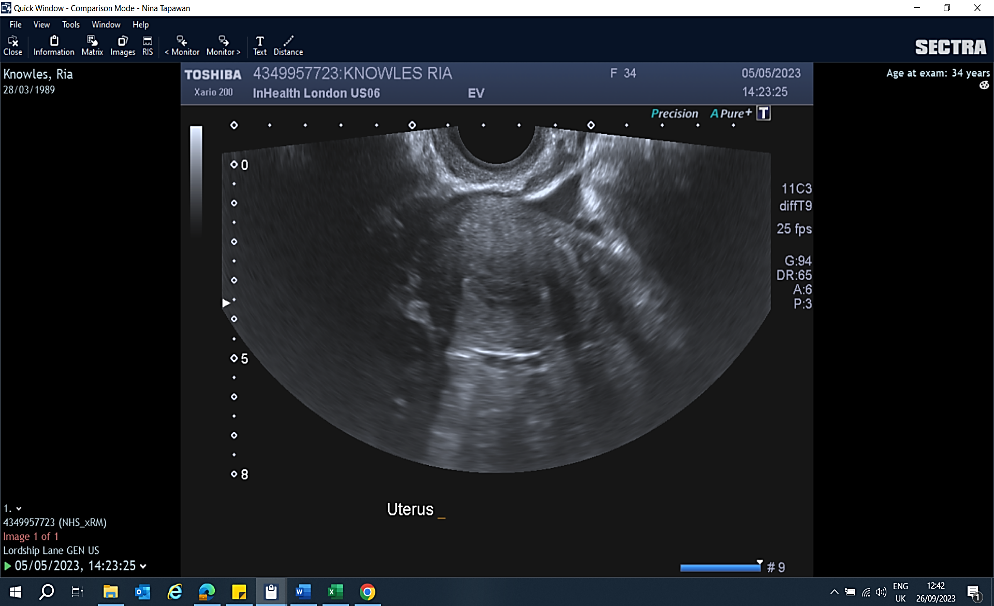 Quick Window - Comparison Mode - Nina Tapawan
File View Tools Window Help
Close Information Matrix Images RIS < Monitor Monitor > Text Distance
SECTRA
Knowles, Ria
28/03/1989
Age at exam: 34 years
TOSHIBA 4349957723:KNOWLES RIA F 34 05/05/2023
Xario 200 InHealth London US06 EV 14:23:25
Precision APure+ T
0
5
8
11C3
diffT9
25 fps
G:94
DR:65
A:6
P:3
Uterus _
#9
1.
4349957723 (NHS_xRM)
Image 1 of 1
Lordship Lane GEN US
05/05/2023, 14:23:25
ENG
UK
12:42
26/09/2023
1